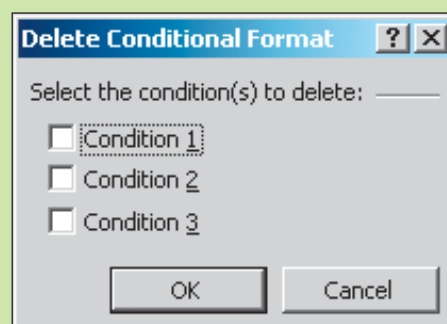 Delete Conditional Format ?
Select the condition(s) to delete:
Condition 1
Condition 2
Condition 3
OK Cancel